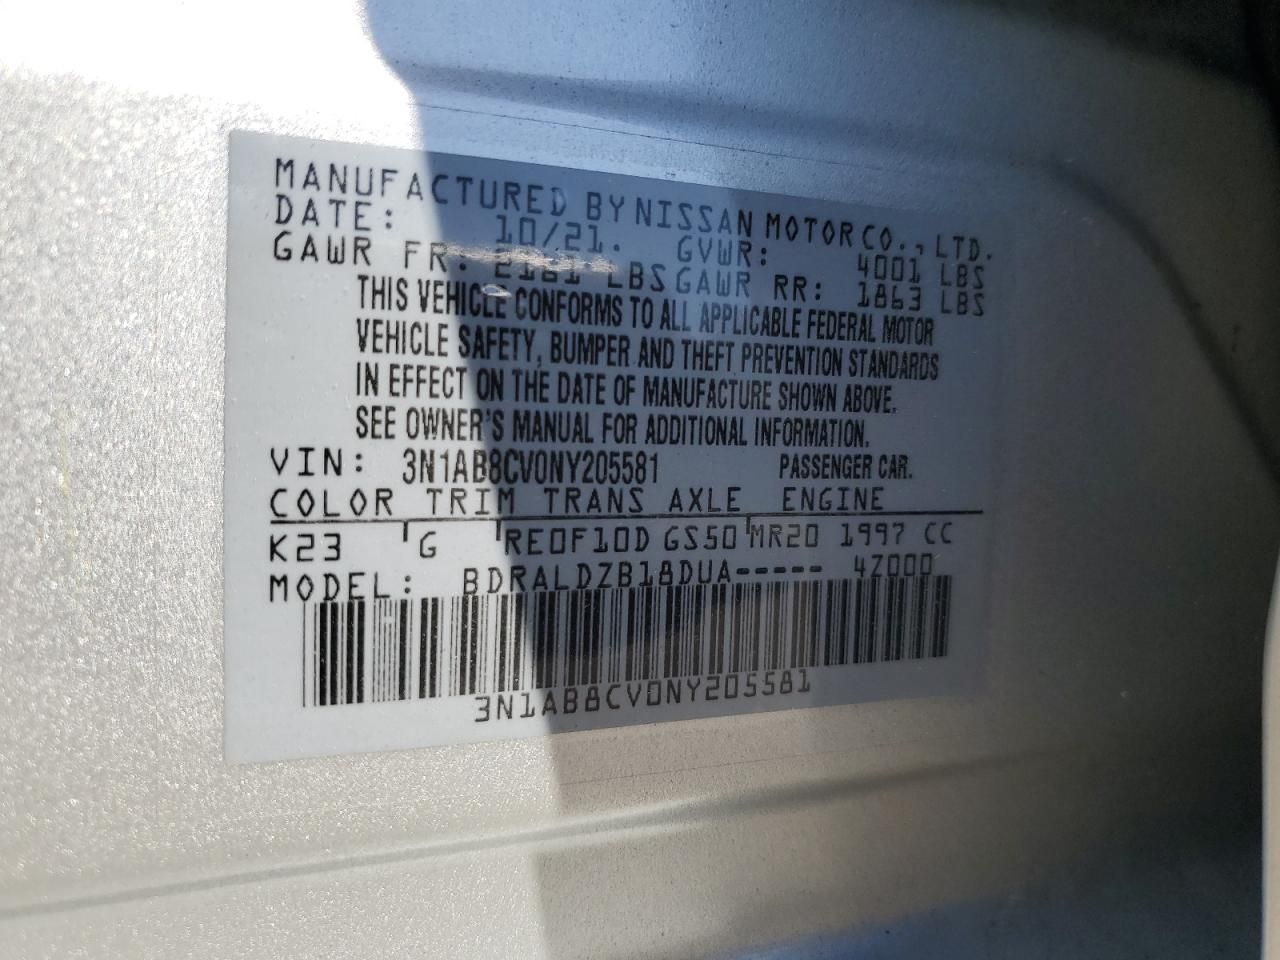 MANUFACTURED BY NISSAN MOTOR CO., LTD.
DATE: 10/21. GVWR: 4001 LBS
GAWR FR: 2161 LBS GAWR RR: 1863 LBS
THIS VEHICLE CONFORMS TO ALL APPLICABLE FEDERAL MOTOR
VEHICLE SAFETY, BUMPER AND THEFT PREVENTION STANDARDS
IN EFFECT ON THE DATE OF MANUFACTURE SHOWN ABOVE.
SEE OWNER'S MANUAL FOR ADDITIONAL INFORMATION.
VIN: 3N1AB8CV0NY205581 PASSENGER CAR.
COLOR TRIM TRANS AXLE ENGINE
K23 G RE0F10D GS50 MR20 1997 CC
MODEL: BDRALDZB18DUA----- 4Z000
3N1AB8CV0NY205581